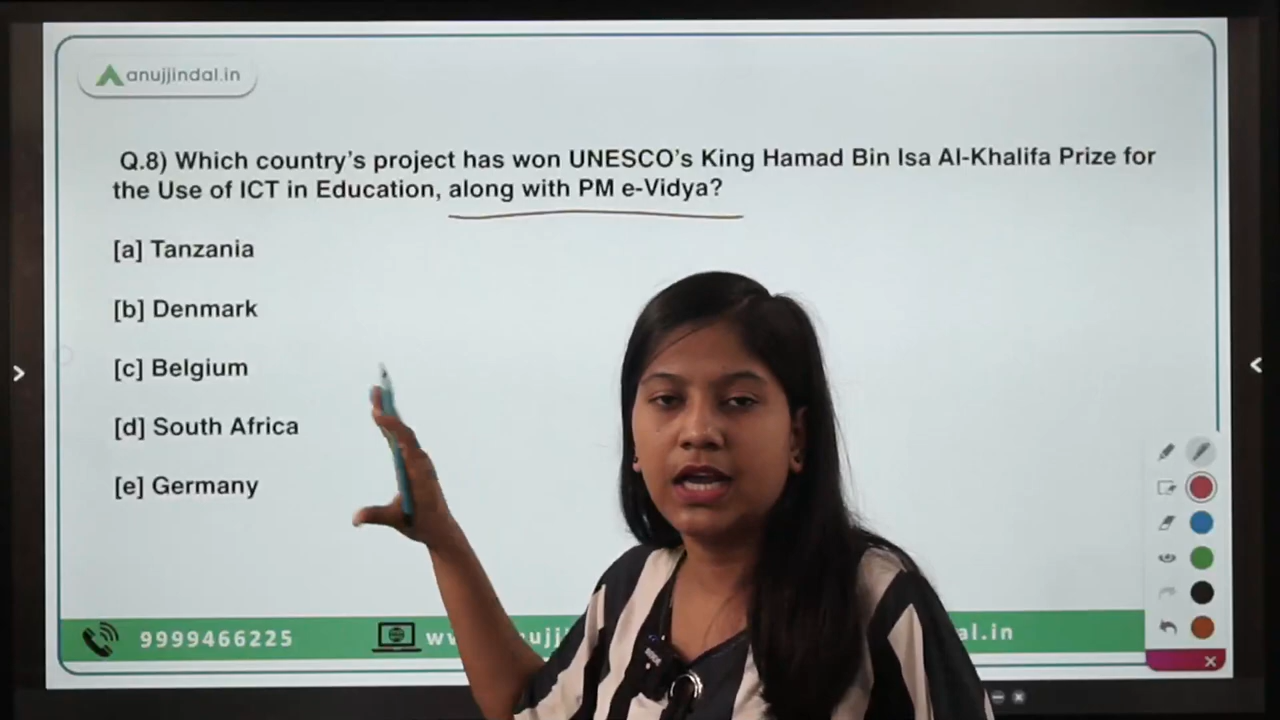 anujjindal.in
Q.8) Which country's project has won UNESCO's King Hamad Bin Isa Al-Khalifa Prize for
the Use of ICT in Education, along with PM e-Vidya?
[a] Tanzania
[b] Denmark
[c] Belgium
[d] South Africa
[e] Germany
9999466225